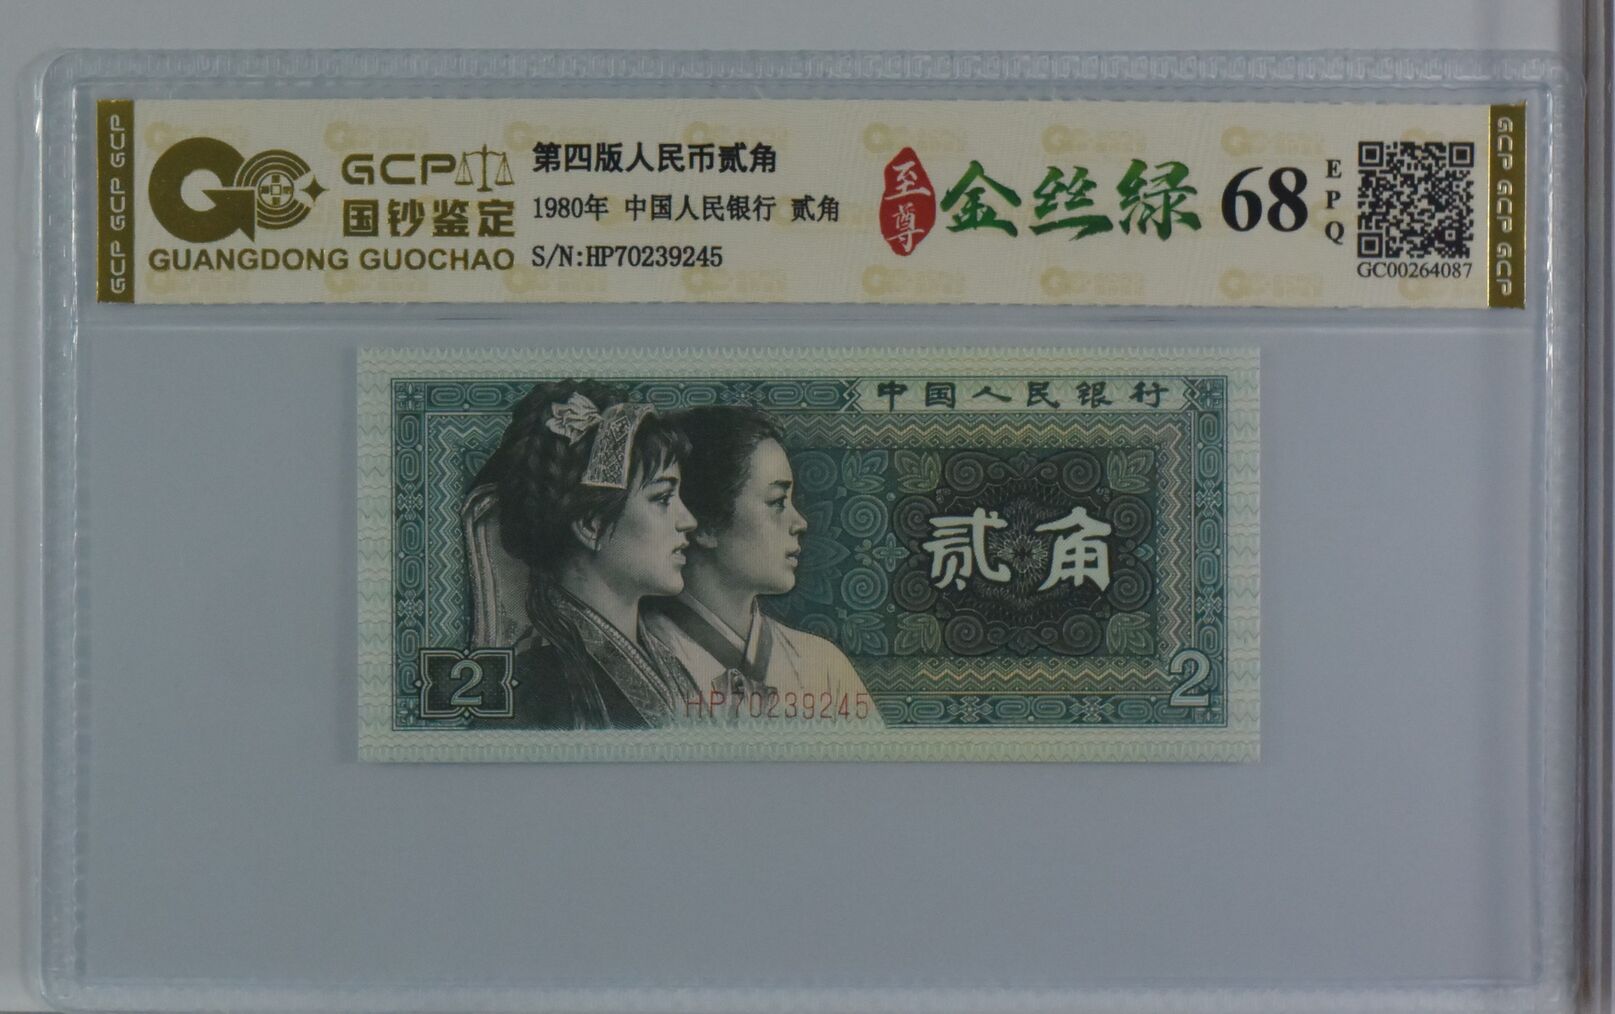 GCP GCP GCP
GCP
国钞鉴定
GUANGDONG GUOCHAO
第四版人民币贰角
1980年 中国人民银行 贰角
S/N:HP70239245
至尊
金丝绿
68
EPQ
GC00264087
GCP GCP GCP
中国人民银行
贰角
2
2
HP70239245